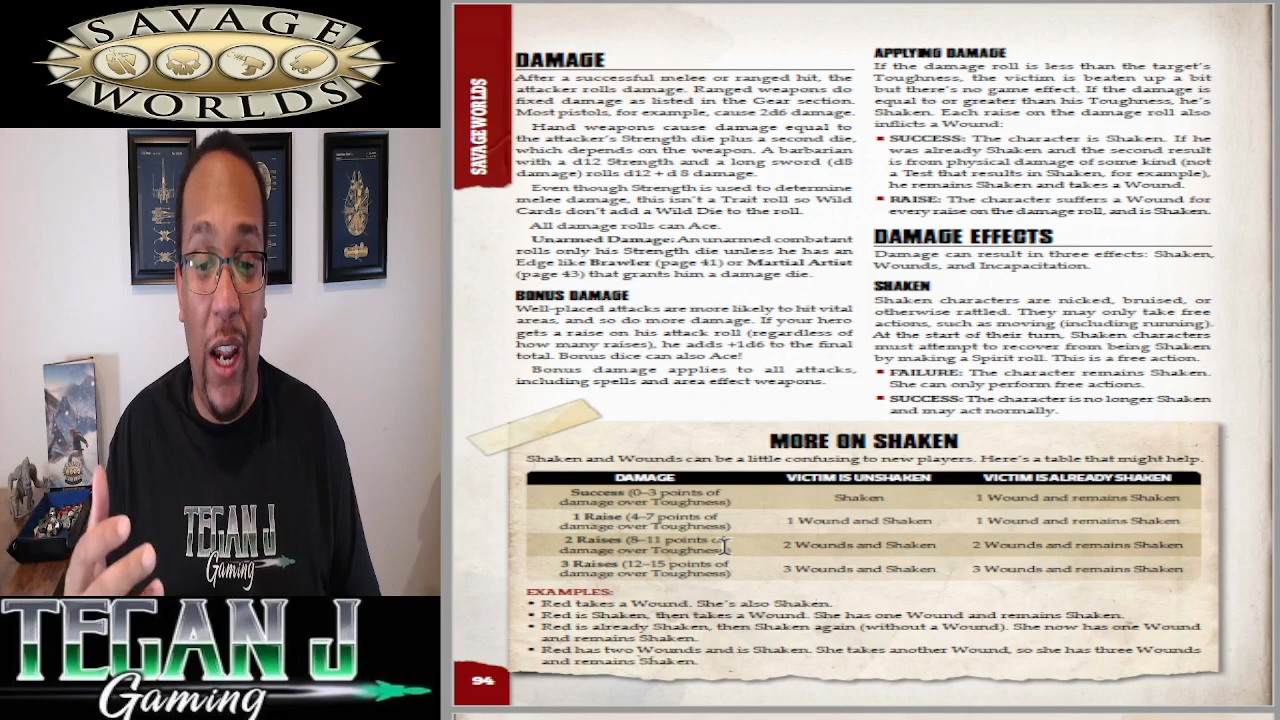 SAVAGE
WORLDS
TEGAN J
Gaming
TEGAN J
Gaming
SAVAGE WORLDS
DAMAGE
After a successful melee or ranged hit, the
attacker rolls damage. Ranged weapons do
fixed damage as listed in the Gear section.
Most pistols, for example, cause 2d6 damage.
Hand weapons cause damage equal to
the attacker's Strength die plus a second die,
which depends on the weapon. A barbarian
with a d12 Strength and a long sword (d8
damage) rolls d12 + d 8 damage.
Even though Strength is used to determine
melee damage, this isn't a Trait roll so Wild
Cards don't add a Wild Die to the roll.
All damage rolls can Ace.
Unarmed Damage: An unarmed combatant
rolls only his Strength die unless he has an
Edge like Brawler (page 41) or Martial Artist
(page 43) that grants him a damage die.
BONUS DAMAGE
Well-placed attacks are more likely to hit vital
areas, and so do more damage. If your hero
gets a raise on his attack roll (regardless of
how many raises), he adds +1d6 to the final
total. Bonus dice can also Ace!
Bonus damage applies to all attacks,
including spells and area effect weapons.
APPLYING DAMAGE
If the damage roll is less than the target's
Toughness, the victim is beaten up a bit
but there's no game effect. If the damage is
equal to or greater than his Toughness, he's
Shaken. Each raise on the damage roll also
inflicts a Wound:
▪ SUCCESS: The character is Shaken. If he
was already Shaken and the second result
is from physical damage of some kind (not
a Test that results in Shaken, for example),
he remains Shaken and takes a Wound.
▪ RAISE: The character suffers a Wound for
every raise on the damage roll, and is Shaken.
DAMAGE EFFECTS
Damage can result in three effects: Shaken,
Wounds, and Incapacitation.
SHAKEN
Shaken characters are nicked, bruised, or
otherwise rattled. They may only take free
actions, such as moving (including running).
At the start of their turn, Shaken characters
must attempt to recover from being Shaken
by making a Spirit roll. This is a free action.
▪ FAILURE: The character remains Shaken.
She can only perform free actions.
▪ SUCCESS: The character is no longer Shaken
and may act normally.
MORE ON SHAKEN
Shaken and Wounds can be a little confusing to new players. Here's a table that might help.
DAMAGE VICTIM IS UNSHAKEN VICTIM IS ALREADY SHAKEN
Success (0–3 points of
damage over Toughness) Shaken 1 Wound and remains Shaken
1 Raise (4–7 points of
damage over Toughness) 1 Wound and Shaken 1 Wound and remains Shaken
2 Raises (8–11 points of
damage over Toughness) 2 Wounds and Shaken 2 Wounds and remains Shaken
3 Raises (12–15 points of
damage over Toughness) 3 Wounds and Shaken 3 Wounds and remains Shaken
EXAMPLES:
• Red takes a Wound. She's also Shaken.
• Red is Shaken, then takes a Wound. She has one Wound and remains Shaken.
• Red is already Shaken, then Shaken again (without a Wound). She now has one Wound
and remains Shaken.
• Red has two Wounds and is Shaken. She takes another Wound, so she has three Wounds
and remains Shaken.
94